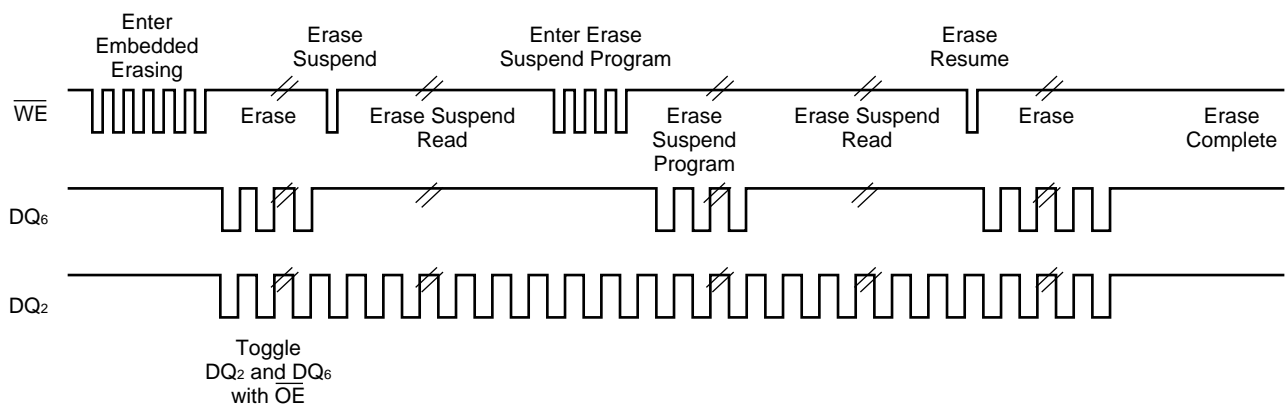 Enter
Embedded
Erasing
Erase
Suspend
Enter Erase
Suspend Program
Erase
Resume
WE
Erase
Erase Suspend
Read
Erase
Suspend
Program
Erase Suspend
Read
Erase
Erase
Complete
DQ6
DQ2
Toggle
DQ2 and DQ6
with OE